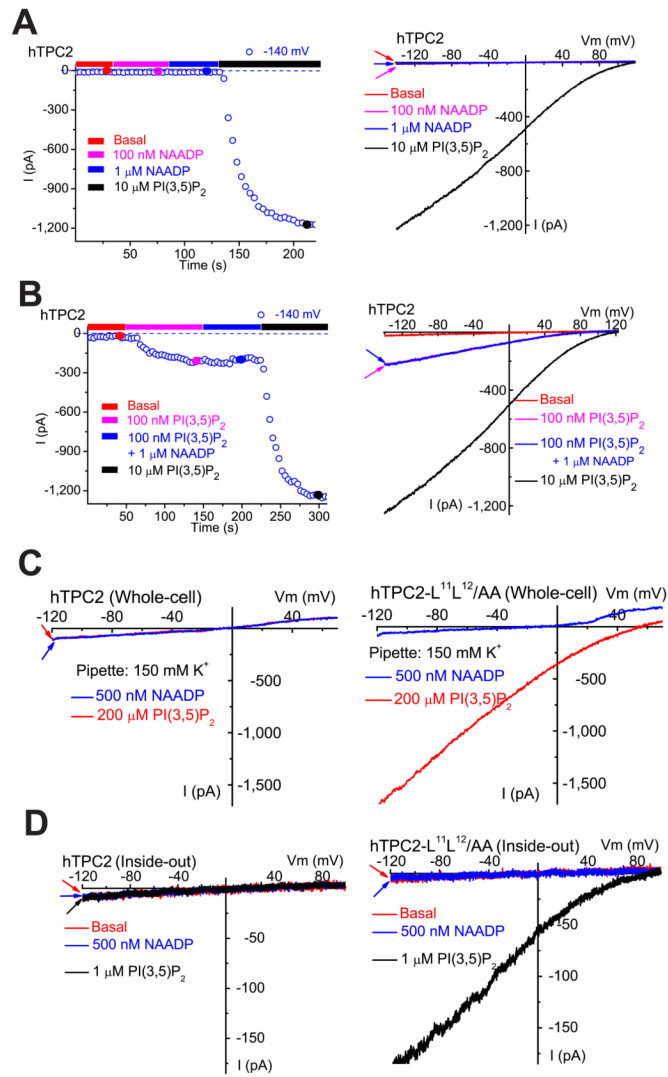 A
hTPC2
-140 mV
0
-300
-600
-900
-1,200
I (pA)
Basal
100 nM NAADP
1 μM NAADP
10 μM PI(3,5)P2
50
100
150
200
Time (s)
hTPC2
Vm (mV)
-120
-80
-40
0
40
80
120
Basal
100 nM NAADP
1 μM NAADP
10 μM PI(3,5)P2
-400
-800
-1,200
I (pA)
B
hTPC2
-140 mV
0
-300
-600
-900
-1,200
I (pA)
Basal
100 nM PI(3,5)P2
100 nM PI(3,5)P2
+ 1 μM NAADP
10 μM PI(3,5)P2
50
100
150
200
250
300
Time (s)
hTPC2
Vm (mV)
-120
-80
-40
0
40
80
120
-400
-800
-1,200
Basal
100 nM PI(3,5)P2
100 nM PI(3,5)P2
+ 1 μM NAADP
10 μM PI(3,5)P2
I (pA)
C
hTPC2 (Whole-cell)
Vm (mV)
-120
-80
-40
0
40
Pipette: 150 mM K+
500 nM NAADP
200 μM PI(3,5)P2
-500
-1,000
-1,500
I (pA)
hTPC2-L11L12/AA (Whole-cell)
Vm (mV)
-120
-80
-40
0
40
Pipette: 150 mM K+
500 nM NAADP
200 μM PI(3,5)P2
-500
-1,000
-1,500
I (pA)
D
hTPC2 (Inside-out)
Vm (mV)
-120
-80
-40
0
40
80
Basal
500 nM NAADP
1 μM PI(3,5)P2
-50
-100
-150
I (pA)
hTPC2-L11L12/AA (Inside-out)
Vm (mV)
-120
-80
-40
0
40
80
Basal
500 nM NAADP
1 μM PI(3,5)P2
-50
-100
-150
I (pA)